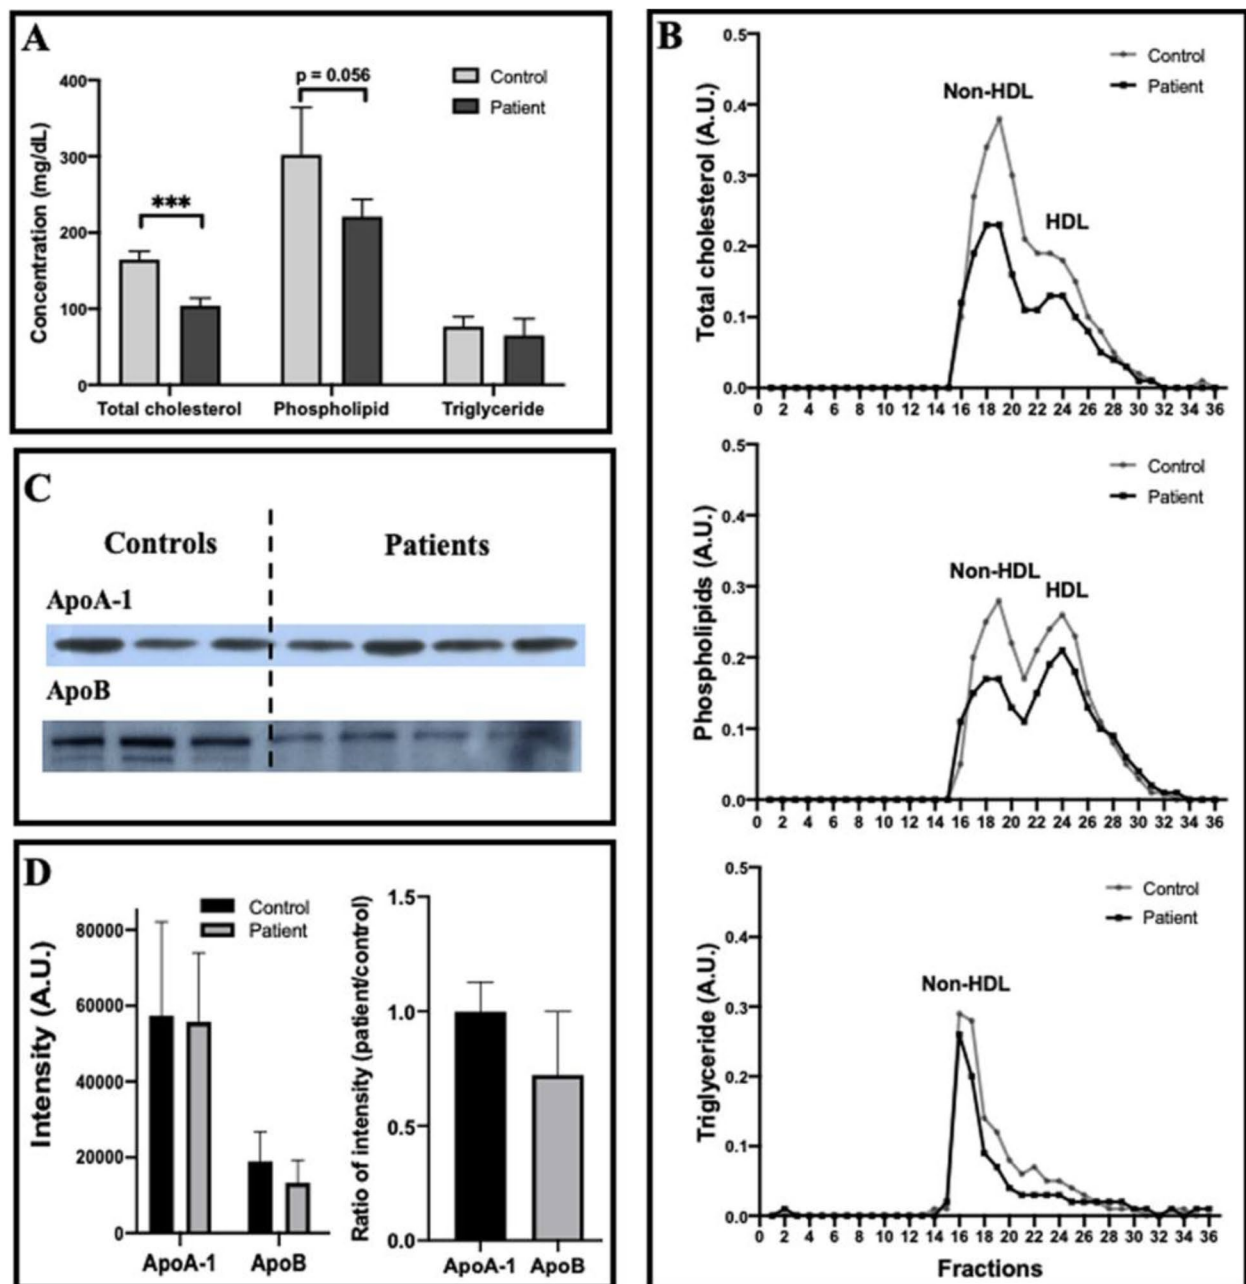 A
p = 0.056
Control
Patient
***
Concentration (mg/dL)
400
300
200
100
0
Total cholesterol Phospholipid Triglyceride
B
Total cholesterol (A.U.)
0.5
0.4
0.3
0.2
0.1
0.0
Non-HDL
HDL
Control
Patient
0 2 4 6 8 10 12 14 16 18 20 22 24 26 28 30 32 34 36
Phospholipids (A.U.)
0.5
0.4
0.3
0.2
0.1
0.0
Non-HDL
HDL
Control
Patient
0 2 4 6 8 10 12 14 16 18 20 22 24 26 28 30 32 34 36
Triglyceride (A.U.)
0.5
0.4
0.3
0.2
0.1
0.0
Non-HDL
Control
Patient
0 2 4 6 8 10 12 14 16 18 20 22 24 26 28 30 32 34 36
Fractions
C
Controls Patients
ApoA-1
ApoB
D
Intensity (A.U.)
80000
60000
40000
20000
0
Control
Patient
ApoA-1 ApoB
Ratio of intensity (patient/control)
1.5
1.0
0.5
0.0
ApoA-1 ApoB